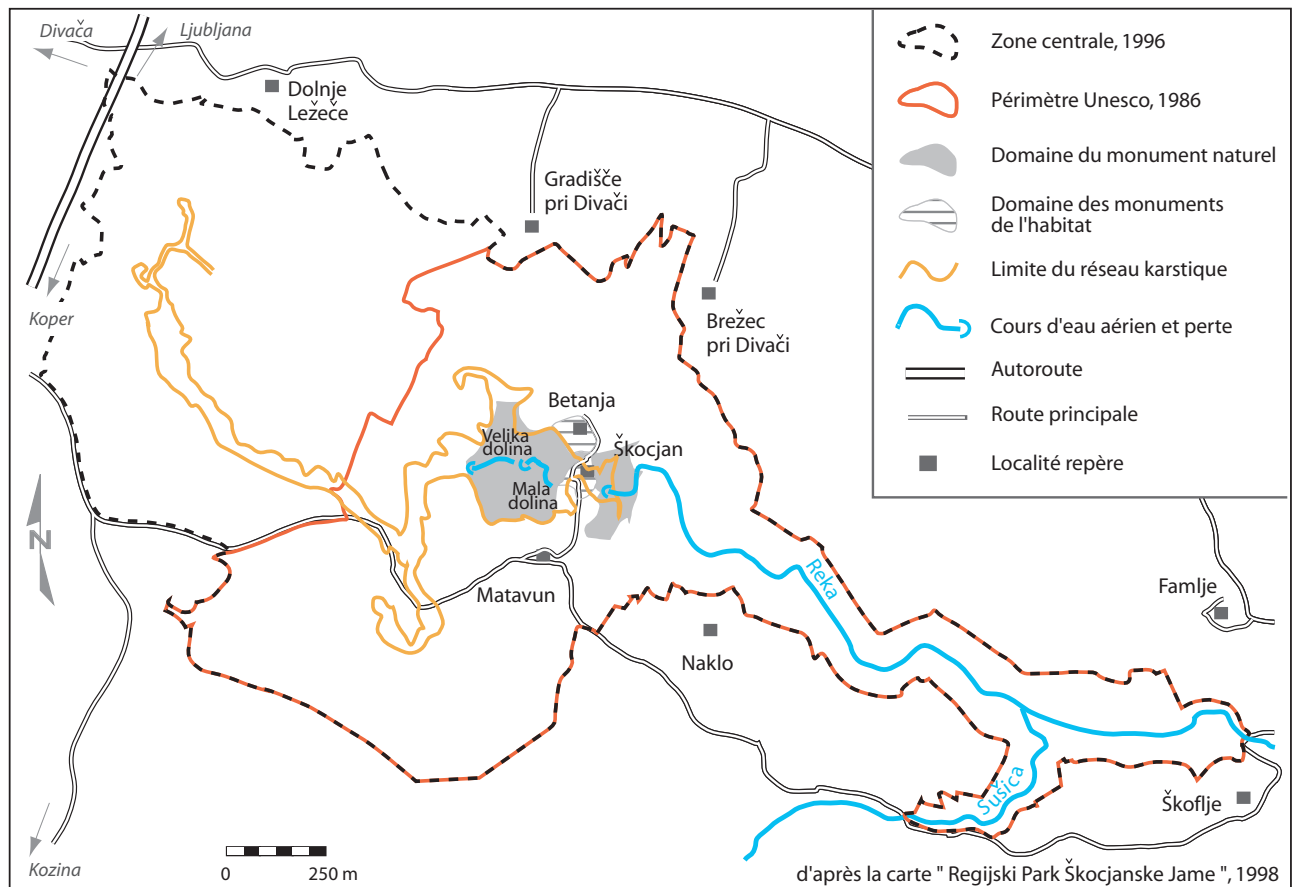 Divača
Ljubljana
Dolnje
Ležeče
Gradišče
pri Divači
Koper
Brežec
pri Divači
Betanja
Velika
dolina
Škocjan
Mala
dolina
N
Matavun
Reka
Naklo
Famlje
Sušica
Škoflje
Kozina
0
250 m
Zone centrale, 1996
Périmètre Unesco, 1986
Domaine du monument naturel
Domaine des monuments
de l'habitat
Limite du réseau karstique
Cours d'eau aérien et perte
Autoroute
Route principale
Localité repère
d'après la carte " Regijski Park Škocjanske Jame ", 1998